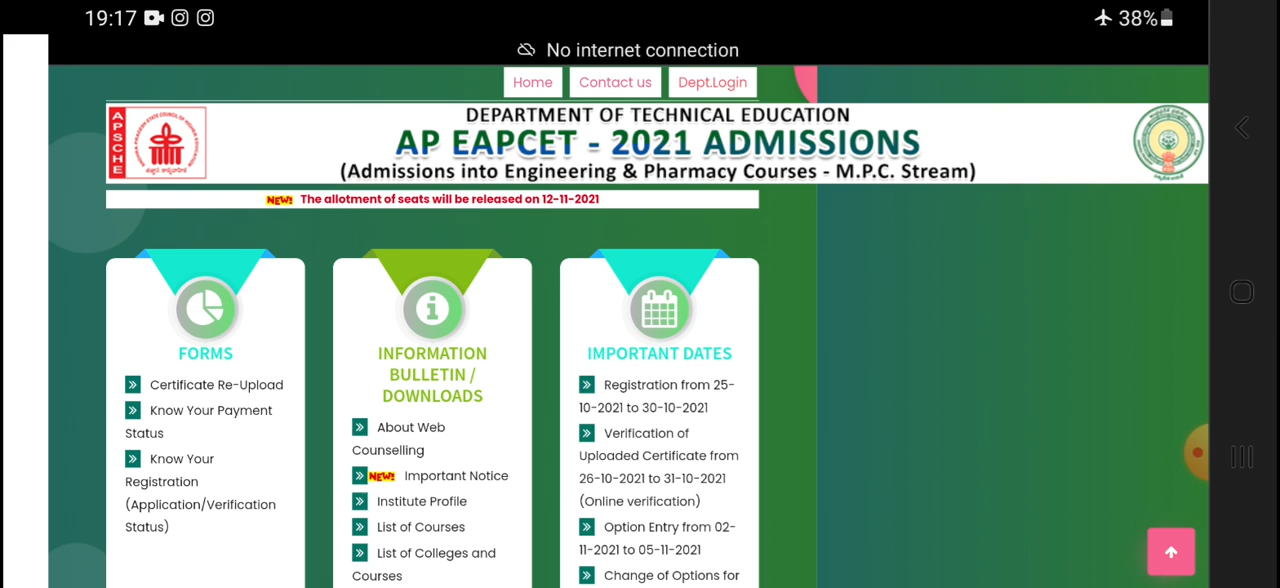 19:17
38%
No internet connection
Home
Contact us
Dept.Login
DEPARTMENT OF TECHNICAL EDUCATION
AP EAPCET - 2021 ADMISSIONS
(Admissions into Engineering & Pharmacy Courses - M.P.C. Stream)
APSCHE
NEW! The allotment of seats will be released on 12-11-2021
FORMS
Certificate Re-Upload
Know Your Payment
Status
Know Your
Registration
(Application/Verification
Status)
INFORMATION
BULLETIN /
DOWNLOADS
About Web
Counselling
NEW! Important Notice
Institute Profile
List of Courses
List of Colleges and
Courses
IMPORTANT DATES
Registration from 25-
10-2021 to 30-10-2021
Verification of
Uploaded Certificate from
26-10-2021 to 31-10-2021
(Online verification)
Option Entry from 02-
11-2021 to 05-11-2021
Change of Options for